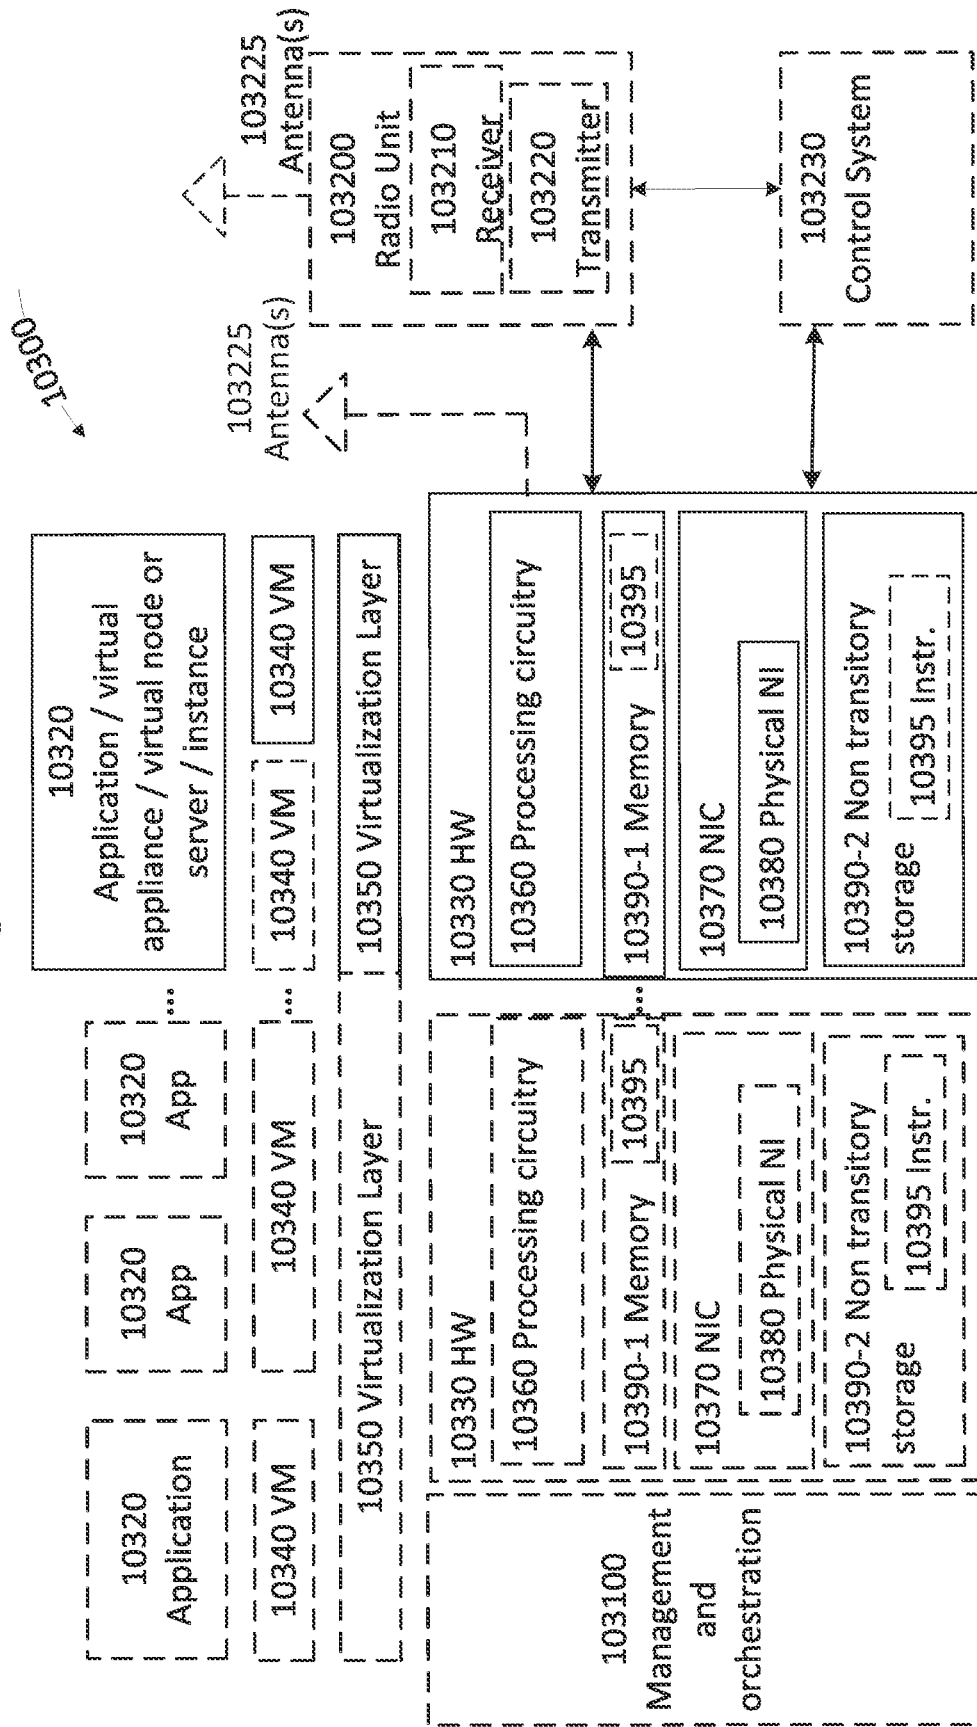 10300
10320
Application
10320
App
10320
App
...
10320
Application / virtual
appliance / virtual node or
server / instance
10340 VM
10340 VM
...
10340 VM
10340 VM
10350 Virtualization Layer
10350 Virtualization Layer
103100
Management
and
orchestration
10330 HW
10360 Processing circuitry
10390-1 Memory
10395
10370 NIC
10380 Physical NI
10390-2 Non transitory
storage
10395 Instr.
...
10330 HW
10360 Processing circuitry
10390-1 Memory
10395
10370 NIC
10380 Physical NI
10390-2 Non transitory
storage
10395 Instr.
103225
Antenna(s)
103225
Antenna(s)
103200
Radio Unit
103210
Receiver
103220
Transmitter
103230
Control System